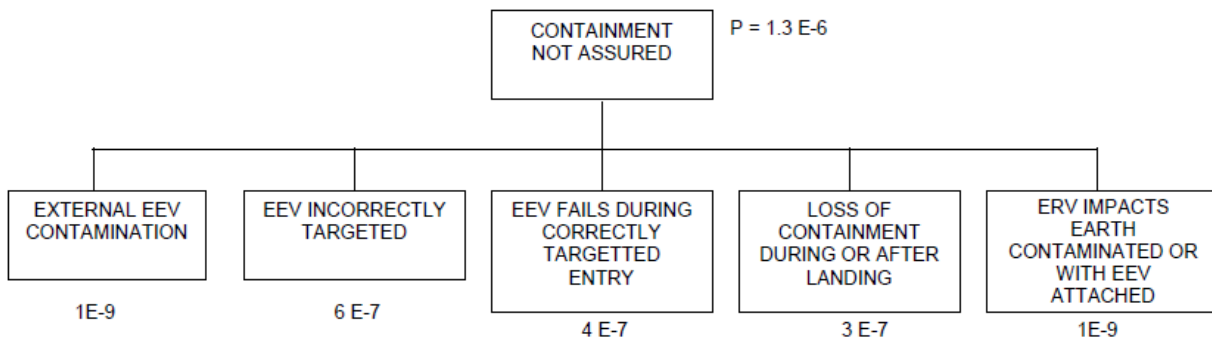 CONTAINMENT
NOT ASSURED
P = 1.3 E-6
EXTERNAL EEV
CONTAMINATION
1E-9
EEV INCORRECTLY
TARGETED
6 E-7
EEV FAILS DURING
CORRECTLY
TARGETTED
ENTRY
4 E-7
LOSS OF
CONTAINMENT
DURING OR AFTER
LANDING
3 E-7
ERV IMPACTS
EARTH
CONTAMINATED OR
WITH EEV
ATTACHED
1E-9